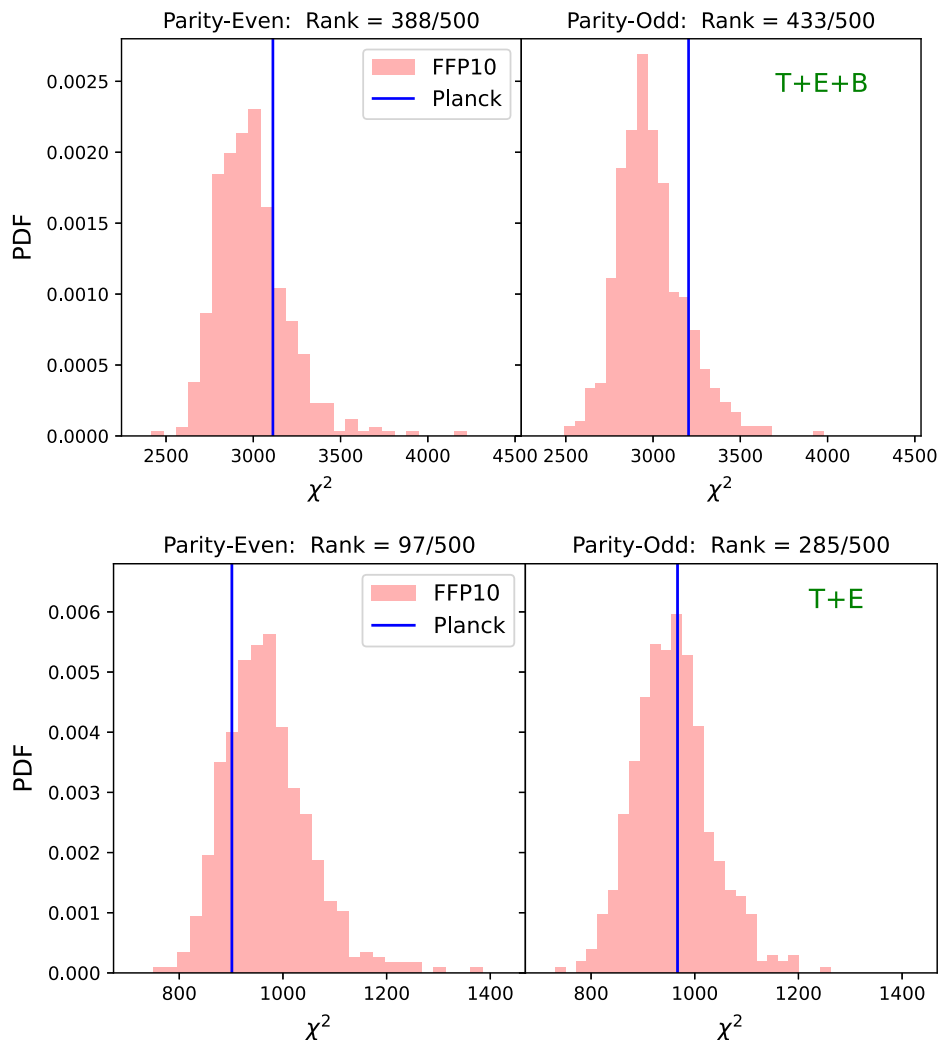 Parity-Even:  Rank = 388/500
Parity-Odd:  Rank = 433/500
FFP10
Planck
T+E+B
PDF
0.0025
0.0020
0.0015
0.0010
0.0005
0.0000
2500 3000 3500 4000 4500
2500 3000 3500 4000 4500
χ²
χ²
Parity-Even:  Rank = 97/500
Parity-Odd:  Rank = 285/500
FFP10
Planck
T+E
PDF
0.006
0.005
0.004
0.003
0.002
0.001
0.000
800 1000 1200 1400
800 1000 1200 1400
χ²
χ²